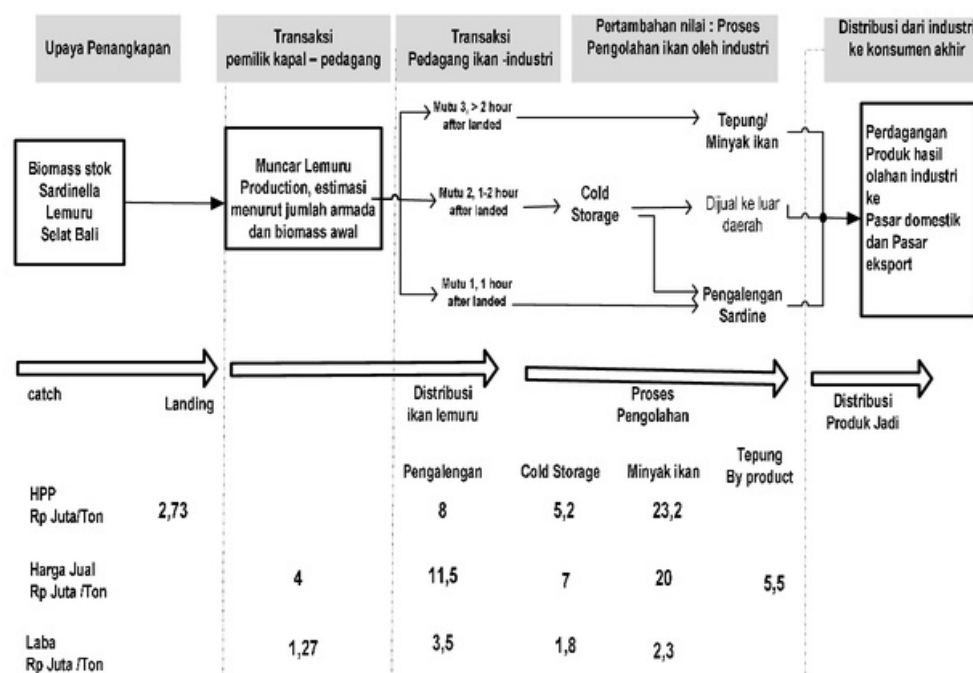 Upaya Penangkapan
Transaksi
pemilik kapal – pedagang
Transaksi
Pedagang ikan -industri
Pertambahan nilai : Proses
Pengolahan ikan oleh industri
Distribusi dari industri
ke konsumen akhir
Biomass stok
Sardinella
Lemuru
Selat Bali
Muncar Lemuru
Production, estimasi
menurut jumlah armada
dan biomass awal
Mutu 3, > 2 hour
after landed
Mutu 2, 1-2 hour
after landed
Mutu 1, 1 hour
after landed
Cold
Storage
Tepung/
Minyak ikan
Dijual ke luar
daerah
Pengalengan
Sardine
Perdagangan
Produk hasil
olahan industri
ke
Pasar domestik
dan Pasar
eksport
catch
Landing
Distribusi
ikan lemuru
Proses
Pengolahan
Distribusi
Produk Jadi
Pengalengan Cold Storage Minyak ikan
Tepung
By product
HPP
Rp Juta/Ton 2,73 8 5,2 23,2
Harga Jual
Rp Juta /Ton 4 11,5 7 20 5,5
Laba
Rp Juta /Ton 1,27 3,5 1,8 2,3